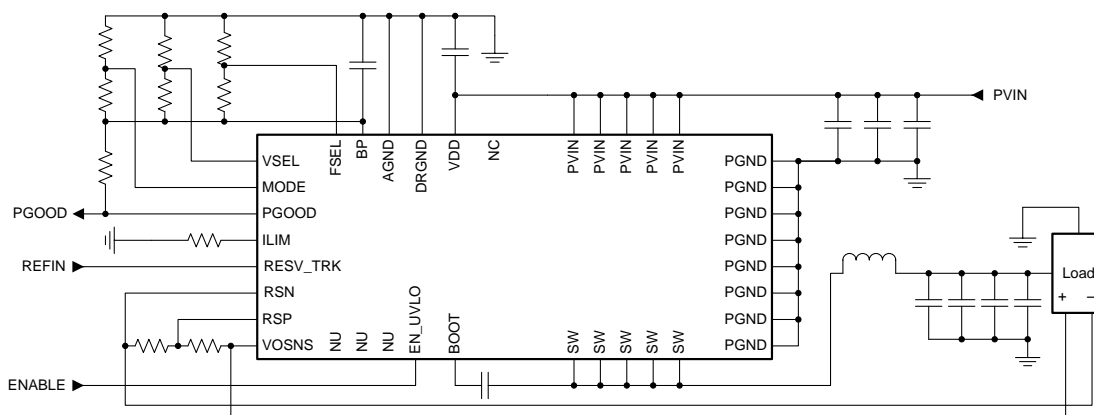 FSEL
BP
AGND
DRGND
VDD
NC
PVIN
PVIN
PVIN
PVIN
PVIN
PVIN
VSEL
MODE
PGOOD
ILIM
RESV_TRK
RSN
RSP
VOSNS
PGOOD
REFIN
ENABLE
NU
NU
NU
EN_UVLO
BOOT
SW
SW
SW
SW
SW
PGND
PGND
PGND
PGND
PGND
PGND
PGND
PGND
Load
+ −